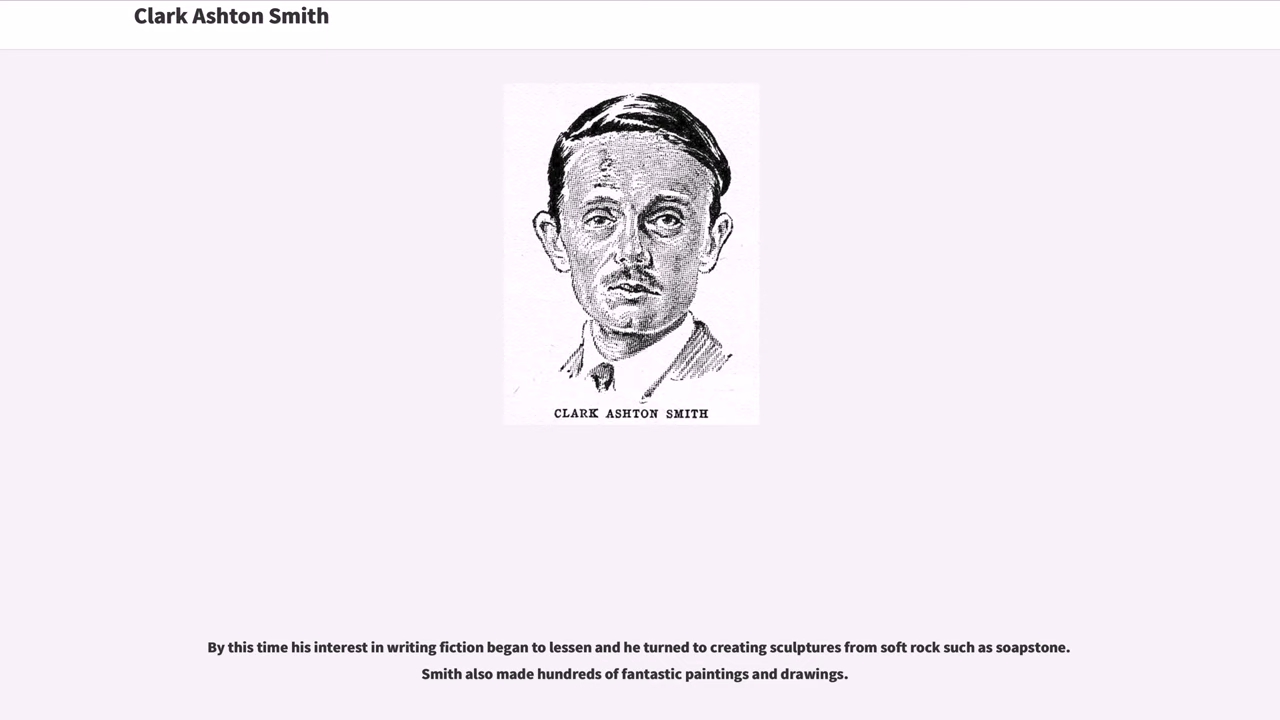 Clark Ashton Smith
CLARK ASHTON SMITH
By this time his interest in writing fiction began to lessen and he turned to creating sculptures from soft rock such as soapstone.
Smith also made hundreds of fantastic paintings and drawings.